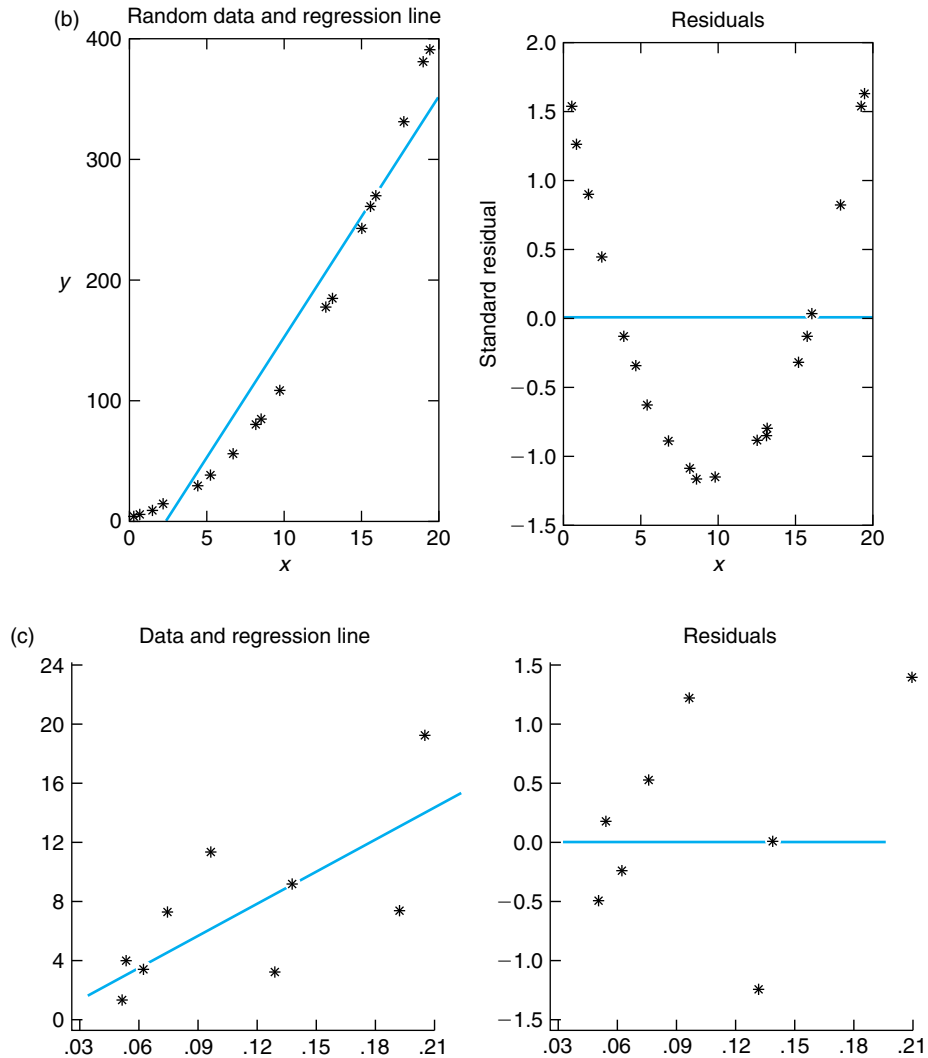 (b)
Random data and regression line
400
300
y
200
100
0
0 5 10 15 20
x
Residuals
2.0
1.5
1.0
0.5
Standard residual
0.0
−0.5
−1.0
−1.5
0 5 10 15 20
x
(c)
Data and regression line
24
20
16
12
8
4
0
.03 .06 .09 .12 .15 .18 .21
Residuals
1.5
1.0
0.5
0.0
−0.5
−1.0
−1.5
.03 .06 .09 .12 .15 .18 .21